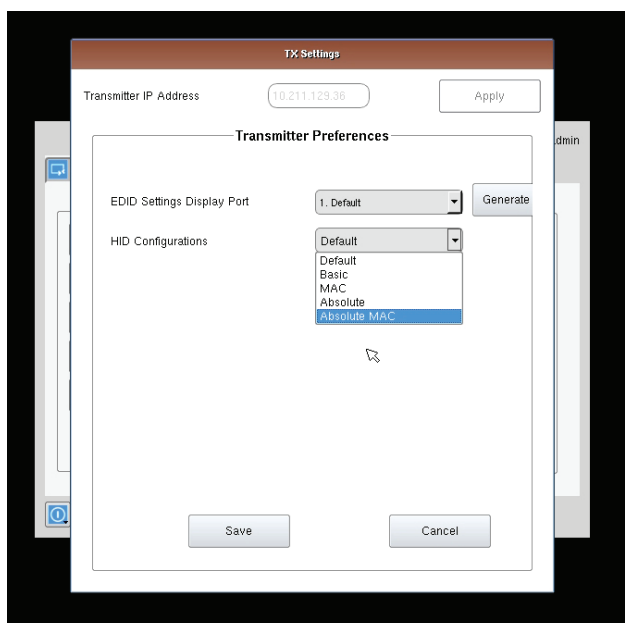 TX Settings
Transmitter IP Address
10.211.129.36
Apply
dmin
Transmitter Preferences
EDID Settings Display Port
1. Default
Generate
HID Configurations
Default
Default
Basic
MAC
Absolute
Absolute MAC
Save
Cancel